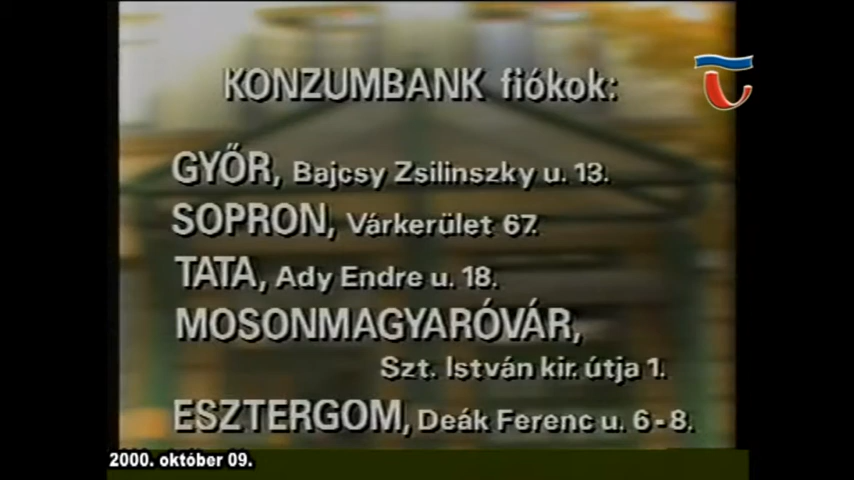 KONZUMBANK fiókok:
GYŐR, Bajcsy Zsilinszky u. 13.
SOPRON, Várkerület 67.
TATA, Ady Endre u. 18.
MOSONMAGYARÓVÁR,
Szt. István kir. útja 1.
ESZTERGOM, Deák Ferenc u. 6-8.
2000. október 09.